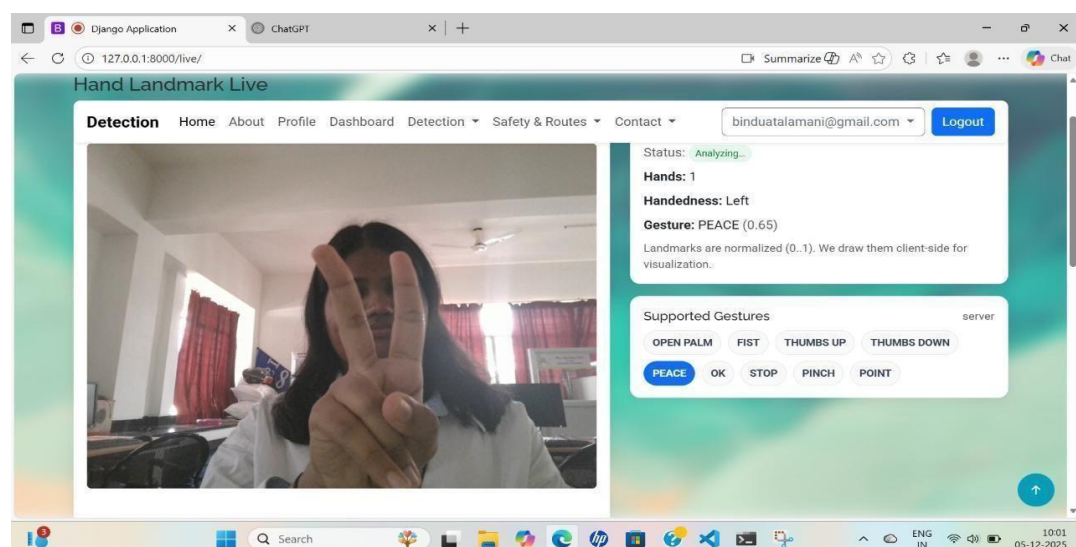 Django Application
ChatGPT
127.0.0.1:8000/live/
Summarize
Chat
Hand Landmark Live
Detection Home About Profile Dashboard Detection Safety & Routes Contact binduatalamani@gmail.com Logout
Status: Analyzing...
Hands: 1
Handedness: Left
Gesture: PEACE (0.65)
Landmarks are normalized (0..1). We draw them client-side for
visualization.
Supported Gestures server
OPEN PALM FIST THUMBS UP THUMBS DOWN
PEACE OK STOP PINCH POINT
3
Search
ENG
IN
10:01
05-12-2025